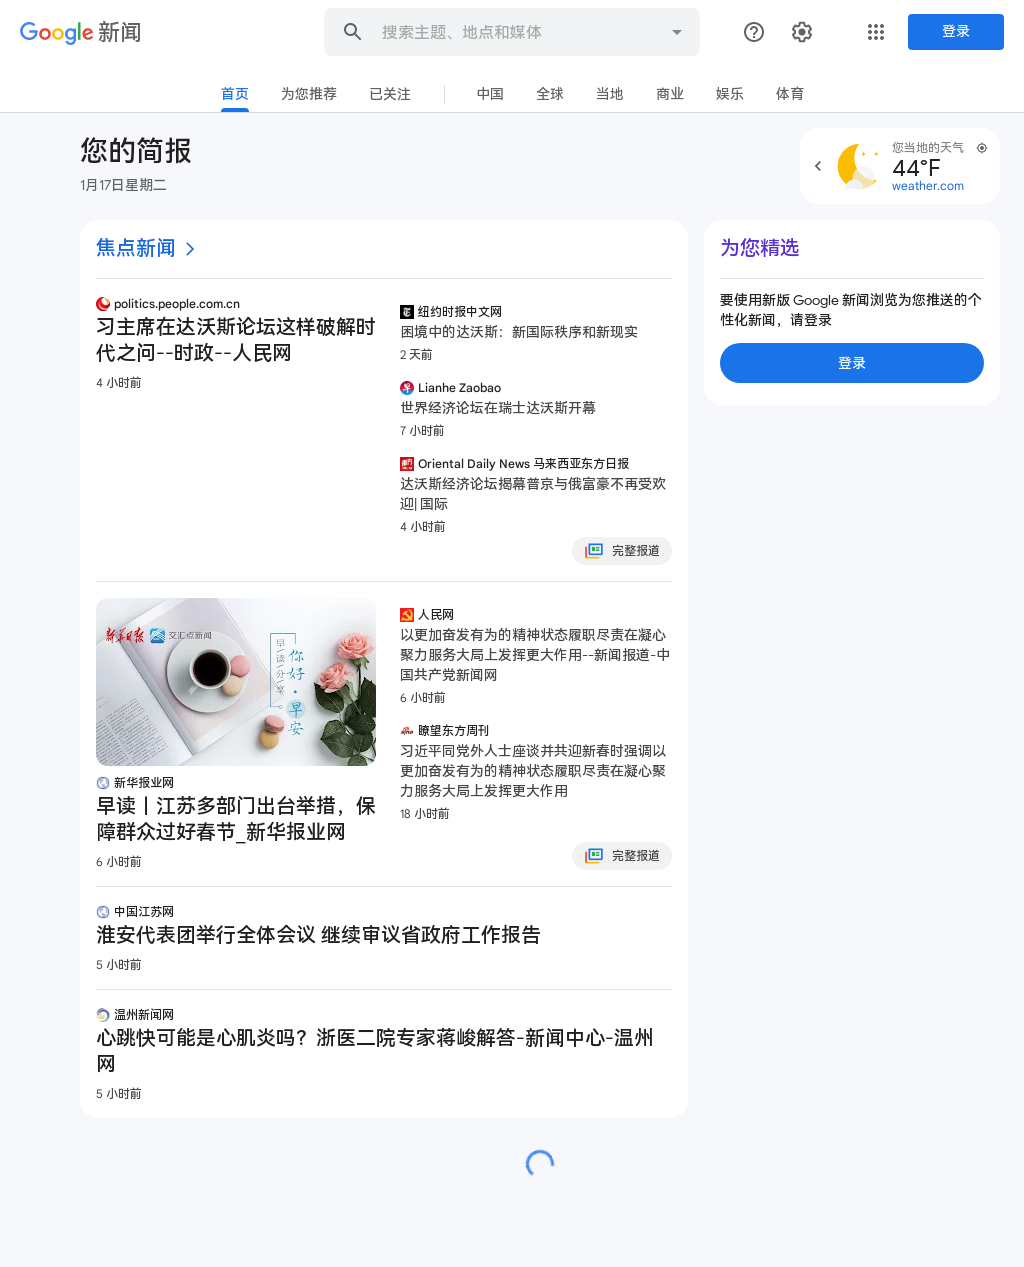 Google 新闻
搜索主题、地点和媒体
登录
首页
为您推荐
已关注
中国
全球
当地
商业
娱乐
体育
您的简报
1月17日星期二
您当地的天气
44°F
weather.com
焦点新闻
politics.people.com.cn
习主席在达沃斯论坛这样破解时
代之问--时政--人民网
4 小时前
纽约时报中文网
困境中的达沃斯：新国际秩序和新现实
2 天前
Lianhe Zaobao
世界经济论坛在瑞士达沃斯开幕
7 小时前
Oriental Daily News 马来西亚东方日报
达沃斯经济论坛揭幕普京与俄富豪不再受欢
迎| 国际
4 小时前
完整报道
新华日报
交汇点新闻
早读一分享
你好·早安
新华报业网
早读丨江苏多部门出台举措，保
障群众过好春节_新华报业网
6 小时前
人民网
以更加奋发有为的精神状态履职尽责在凝心
聚力服务大局上发挥更大作用--新闻报道-中
国共产党新闻网
6 小时前
瞭望东方周刊
习近平同党外人士座谈并共迎新春时强调以
更加奋发有为的精神状态履职尽责在凝心聚
力服务大局上发挥更大作用
18 小时前
完整报道
中国江苏网
淮安代表团举行全体会议 继续审议省政府工作报告
5 小时前
温州新闻网
心跳快可能是心肌炎吗？浙医二院专家蒋峻解答-新闻中心-温州
网
5 小时前
为您精选
要使用新版 Google 新闻浏览为您推送的个
性化新闻，请登录
登录